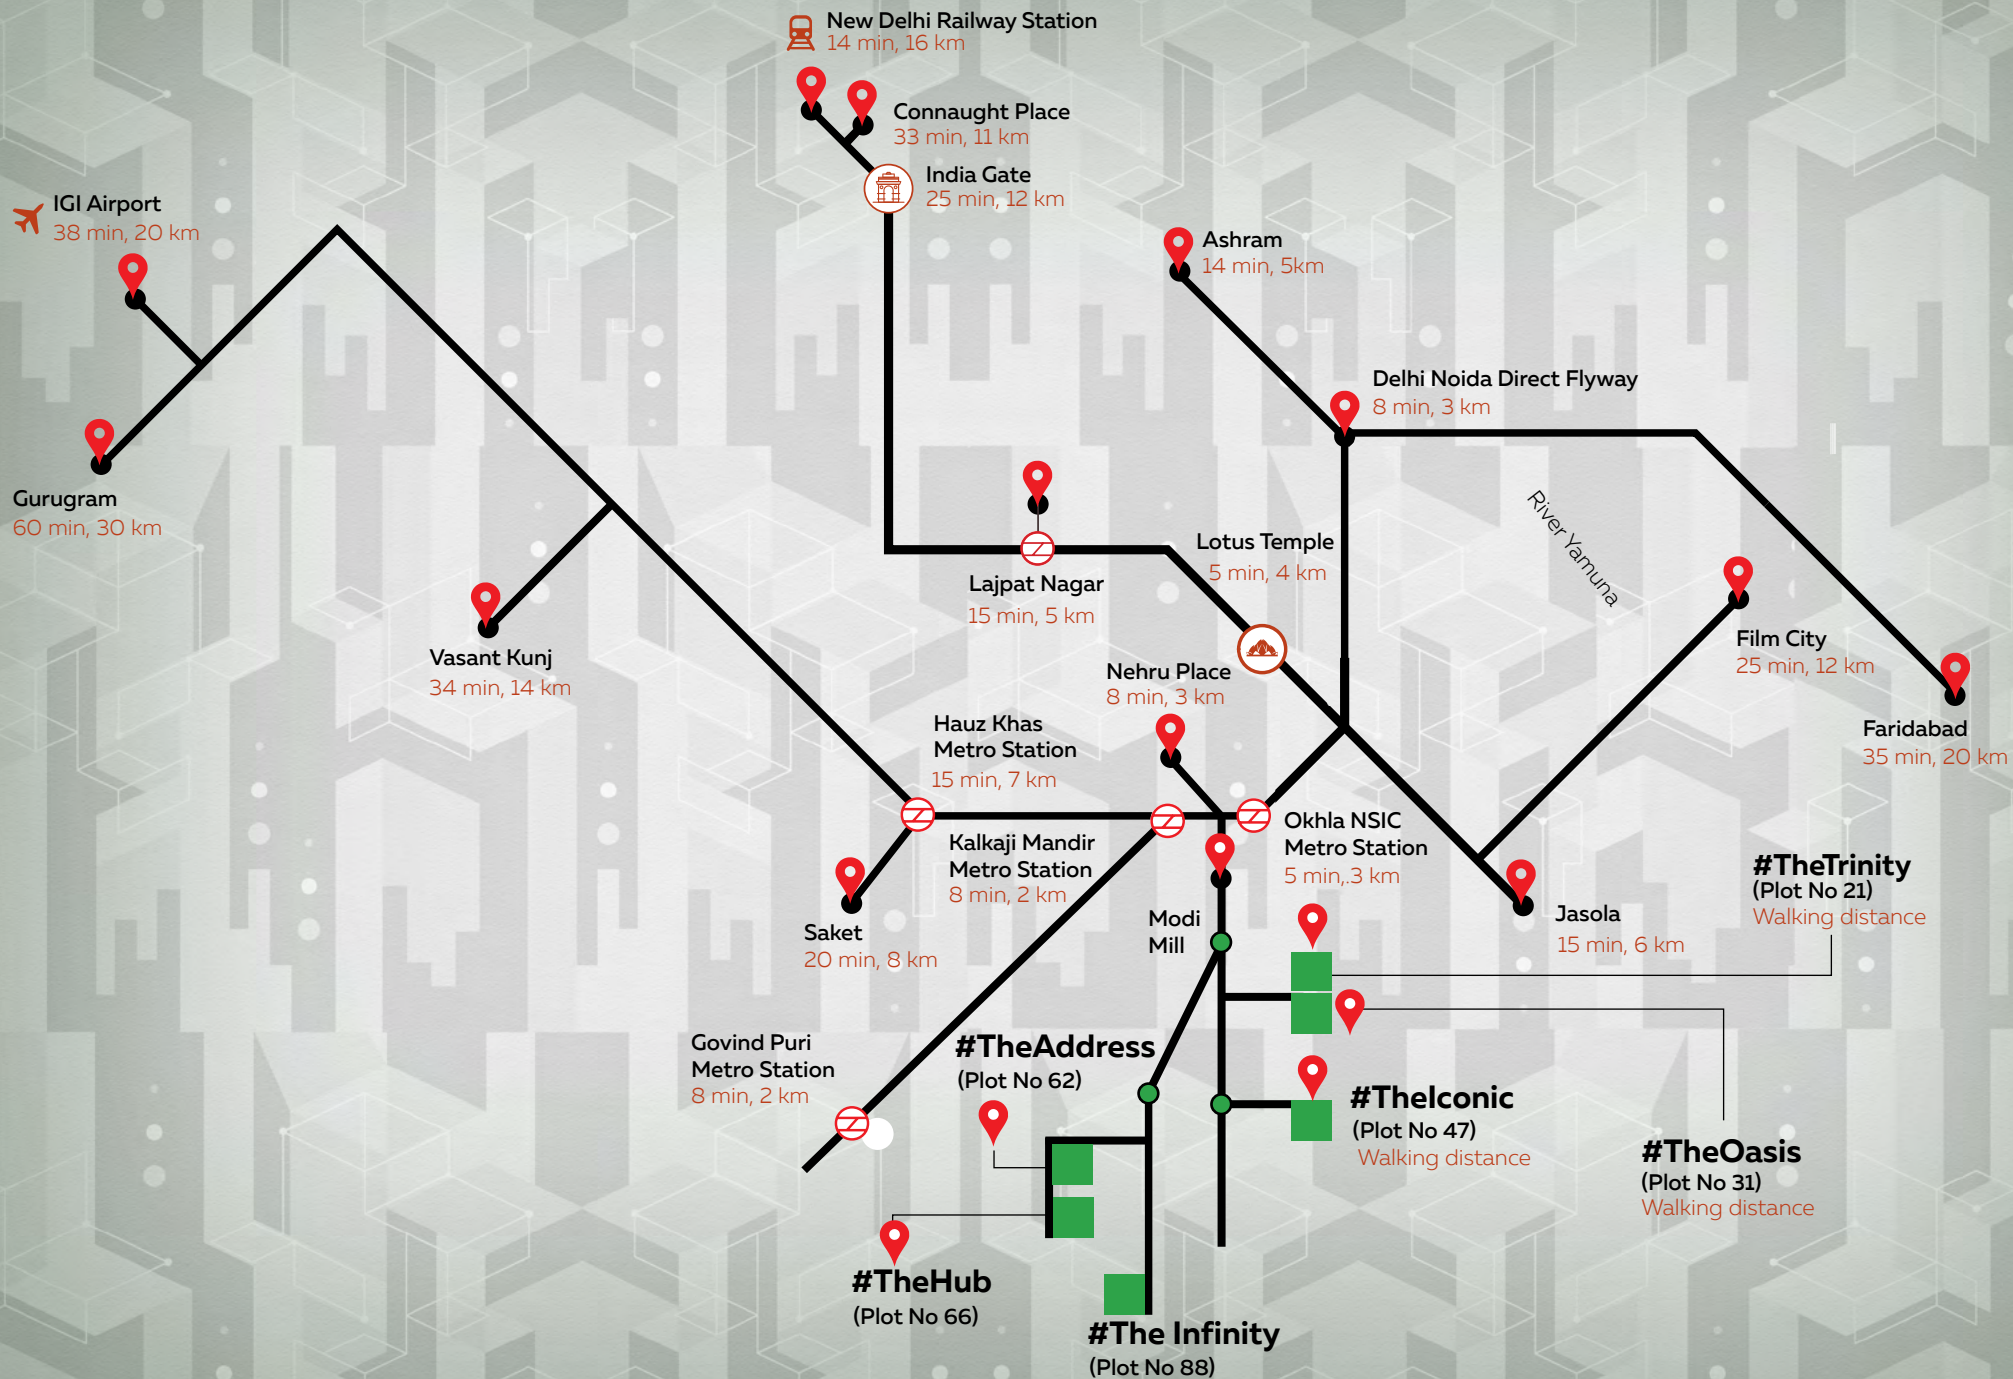 New Delhi Railway Station
14 min, 16 km
Connaught Place
33 min, 11 km
India Gate
25 min, 12 km
IGI Airport
38 min, 20 km
Ashram
14 min, 5km
Delhi Noida Direct Flyway
8 min, 3 km
Gurugram
60 min, 30 km
River Yamuna
Lotus Temple
5 min, 4 km
Lajpat Nagar
15 min, 5 km
Film City
25 min, 12 km
Vasant Kunj
34 min, 14 km
Nehru Place
8 min, 3 km
Faridabad
35 min, 20 km
Hauz Khas
Metro Station
15 min, 7 km
Kalkaji Mandir
Metro Station
8 min, 2 km
Okhla NSIC
Metro Station
5 min,.3 km
#TheTrinity
(Plot No 21)
Walking distance
Saket
20 min, 8 km
Modi
Mill
Jasola
15 min, 6 km
Govind Puri
Metro Station
8 min, 2 km
#TheAddress
(Plot No 62)
#TheIconic
(Plot No 47)
Walking distance
#TheOasis
(Plot No 31)
Walking distance
#TheHub
(Plot No 66)
#The Infinity
(Plot No 88)